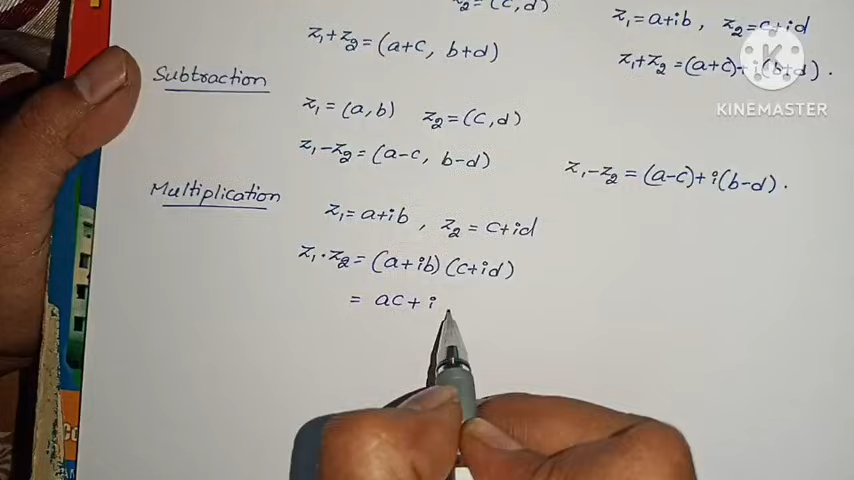 z₂=(c,d)
z₁=a+ib , z₂=c+id
z₁+z₂=(a+c, b+d)
z₁+z₂=(a+c)+i(b+d).
KINEMASTER
Subtraction
z₁=(a,b) z₂=(c,d)
z₁-z₂=(a-c, b-d)
z₁-z₂=(a-c)+i(b-d).
Multiplication
z₁=a+ib , z₂=c+id
z₁·z₂=(a+ib)(c+id)
= ac+i